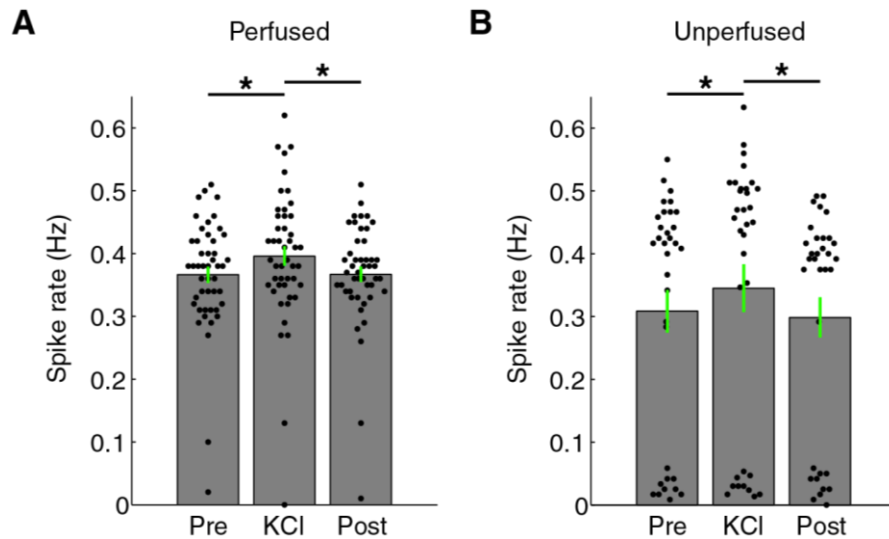 A
Perfused
*
*
Spike rate (Hz)
0.6
0.5
0.4
0.3
0.2
0.1
0
Pre
KCl
Post
B
Unperfused
*
*
Spike rate (Hz)
0.6
0.5
0.4
0.3
0.2
0.1
0
Pre
KCl
Post